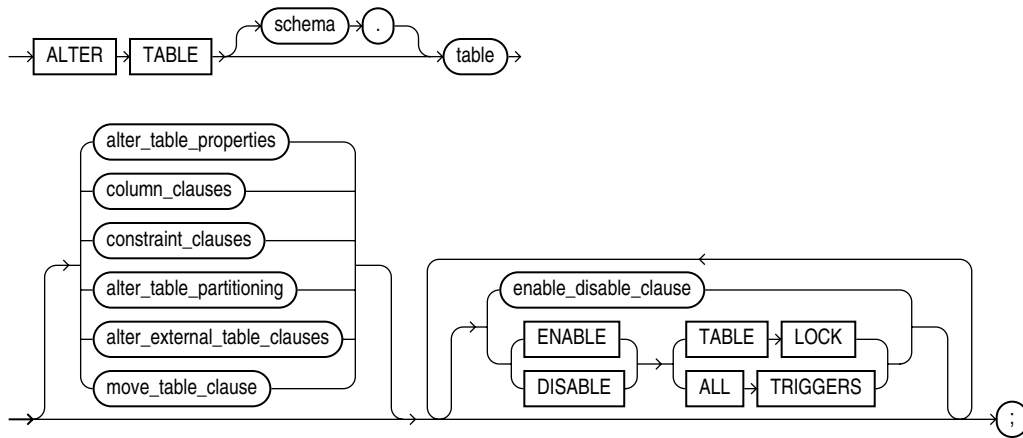 schema .
ALTER TABLE table
alter_table_properties
column_clauses
constraint_clauses
alter_table_partitioning
alter_external_table_clauses
move_table_clause
enable_disable_clause
ENABLE TABLE LOCK
DISABLE ALL TRIGGERS
;